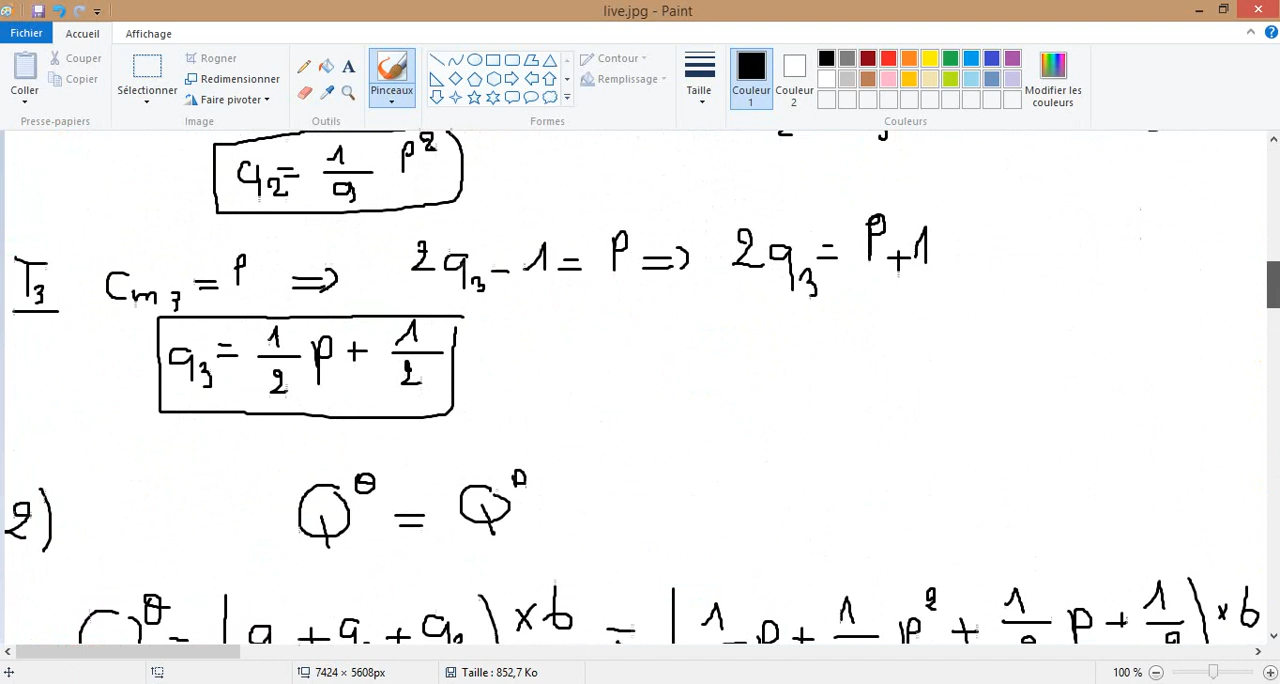 live.jpg - Paint
Fichier Accueil Affichage
Coller
Couper
Copier
Presse-papiers
Sélectionner
Rogner
Redimensionner
Faire pivoter
Image
A
Outils
Pinceaux
Contour
Remplissage
Formes
Taille
Couleur 1
Couleur 2
Modifier les couleurs
Couleurs
q2 = 1/9 P^2
T3 Cm3 = P ⟹ 2q3 - 1 = P ⟹ 2q3 = P + 1
q3 = 1/2 P + 1/2
2) Q^θ = Q^D
7424 × 5608px
Taille : 852,7 Ko
100 %